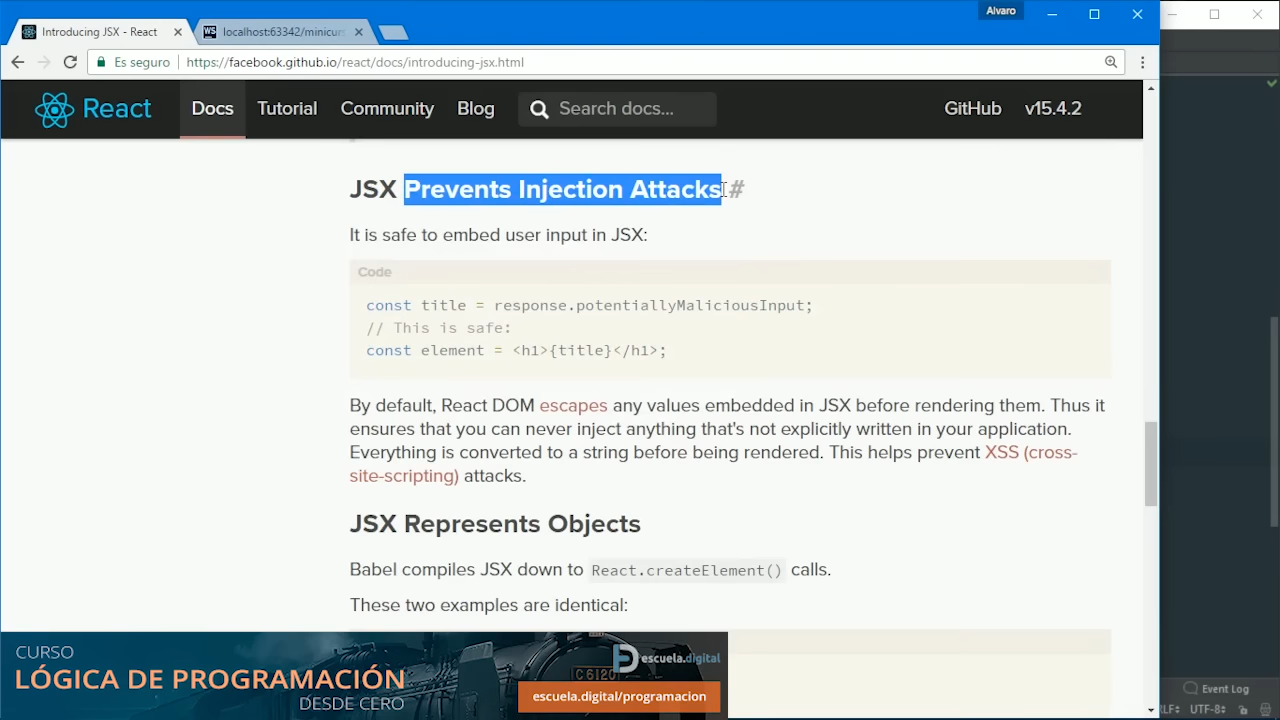 Alvaro
Introducing JSX - React
localhost:63342/minicur
Es seguro
https://facebook.github.io/react/docs/introducing-jsx.html
React
Docs
Tutorial
Community
Blog
Search docs...
GitHub
v15.4.2
JSX Prevents Injection Attacks #
It is safe to embed user input in JSX:
Code
const title = response.potentiallyMaliciousInput;
// This is safe:
const element = <h1>{title}</h1>;
By default, React DOM escapes any values embedded in JSX before rendering them. Thus it
ensures that you can never inject anything that's not explicitly written in your application.
Everything is converted to a string before being rendered. This helps prevent XSS (cross-
site-scripting) attacks.
JSX Represents Objects
Babel compiles JSX down to React.createElement() calls.
These two examples are identical:
CURSO
LÓGICA DE PROGRAMACIÓN
DESDE CERO
escuela.digital
C6120
escuela.digital/programacion
Event Log
LF÷ UTF-8÷